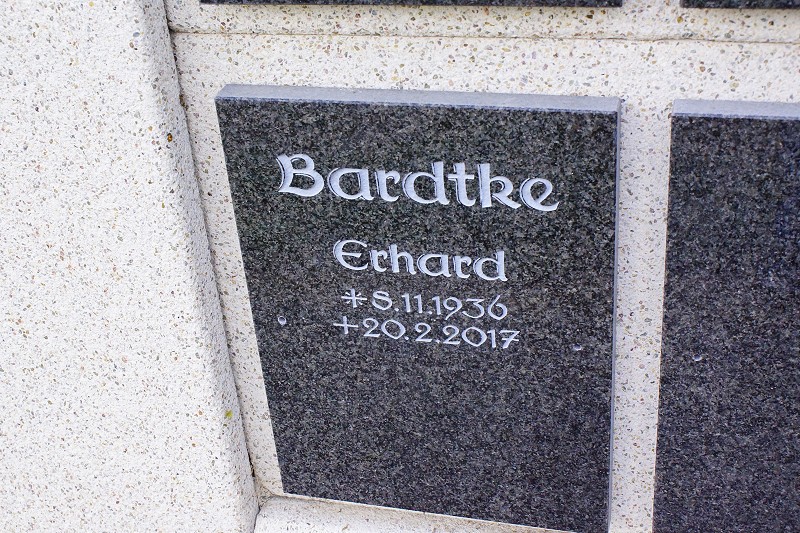 Bardtke
Erhard
* 8.11.1936
+ 20.2.2017